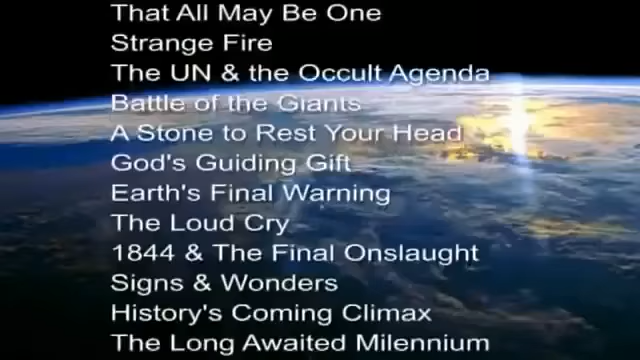 That All May Be One
Strange Fire
The UN & the Occult Agenda
Battle of the Giants
A Stone to Rest Your Head
God's Guiding Gift
Earth's Final Warning
The Loud Cry
1844 & The Final Onslaught
Signs & Wonders
History's Coming Climax
The Long Awaited Milennium